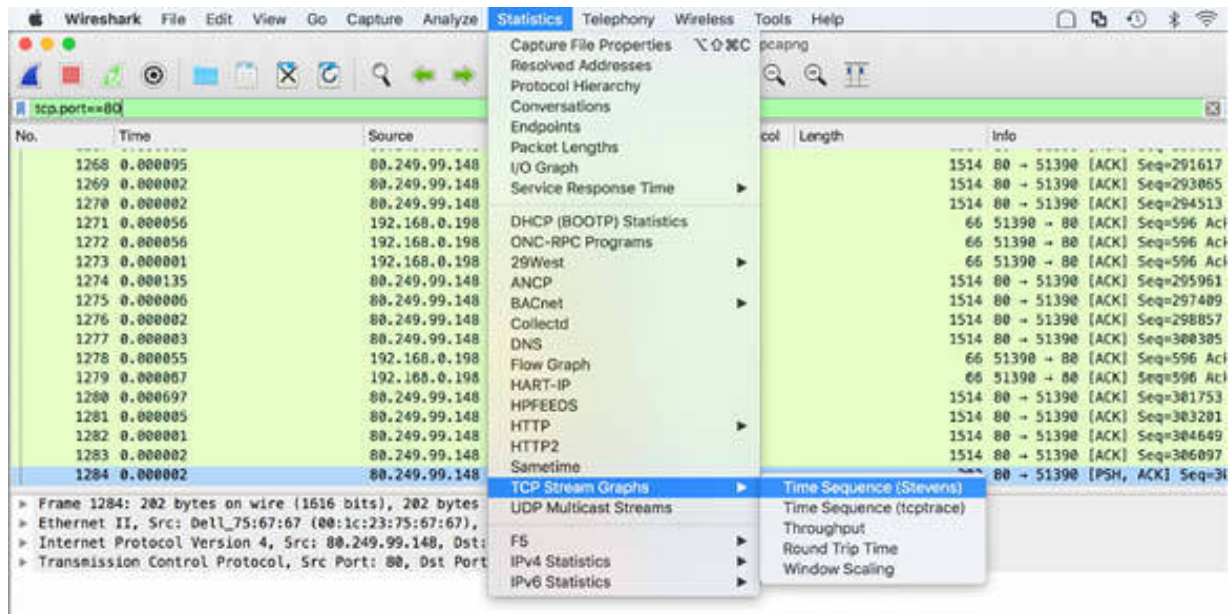 Wireshark File Edit View Go Capture Analyze Statistics Telephony Wireless Tools Help
pcapng
tcp.port==80
No. Time Source col Length Info
1268 0.000095 80.249.99.148 1514 80 → 51390 [ACK] Seq=291617
1269 0.000002 80.249.99.148 1514 80 → 51390 [ACK] Seq=293065
1270 0.000002 80.249.99.148 1514 80 → 51390 [ACK] Seq=294513
1271 0.000056 192.168.0.198 66 51390 → 80 [ACK] Seq=596 Ack
1272 0.000056 192.168.0.198 66 51390 → 80 [ACK] Seq=596 Ack
1273 0.000001 192.168.0.198 66 51390 → 80 [ACK] Seq=596 Ack
1274 0.000135 80.249.99.148 1514 80 → 51390 [ACK] Seq=295961
1275 0.000006 80.249.99.148 1514 80 → 51390 [ACK] Seq=297409
1276 0.000002 80.249.99.148 1514 80 → 51390 [ACK] Seq=298857
1277 0.000003 80.249.99.148 1514 80 → 51390 [ACK] Seq=300305
1278 0.000055 192.168.0.198 66 51390 → 80 [ACK] Seq=596 Ack
1279 0.000067 192.168.0.198 66 51390 → 80 [ACK] Seq=596 Ack
1280 0.000697 80.249.99.148 1514 80 → 51390 [ACK] Seq=301753
1281 0.000005 80.249.99.148 1514 80 → 51390 [ACK] Seq=303201
1282 0.000001 80.249.99.148 1514 80 → 51390 [ACK] Seq=304649
1283 0.000002 80.249.99.148 1514 80 → 51390 [ACK] Seq=306097
1284 0.000002 80.249.99.148 80 → 51390 [PSH, ACK] Seq=30
Frame 1284: 202 bytes on wire (1616 bits), 202 bytes
Ethernet II, Src: Dell_75:67:67 (00:1c:23:75:67:67),
Internet Protocol Version 4, Src: 80.249.99.148, Dst:
Transmission Control Protocol, Src Port: 80, Dst Port
Capture File Properties ⌥⇧⌘C
Resolved Addresses
Protocol Hierarchy
Conversations
Endpoints
Packet Lengths
I/O Graph
Service Response Time
DHCP (BOOTP) Statistics
ONC-RPC Programs
29West
ANCP
BACnet
Collectd
DNS
Flow Graph
HART-IP
HPFEEDS
HTTP
HTTP2
Sametime
TCP Stream Graphs
UDP Multicast Streams
F5
IPv4 Statistics
IPv6 Statistics
Time Sequence (Stevens)
Time Sequence (tcptrace)
Throughput
Round Trip Time
Window Scaling